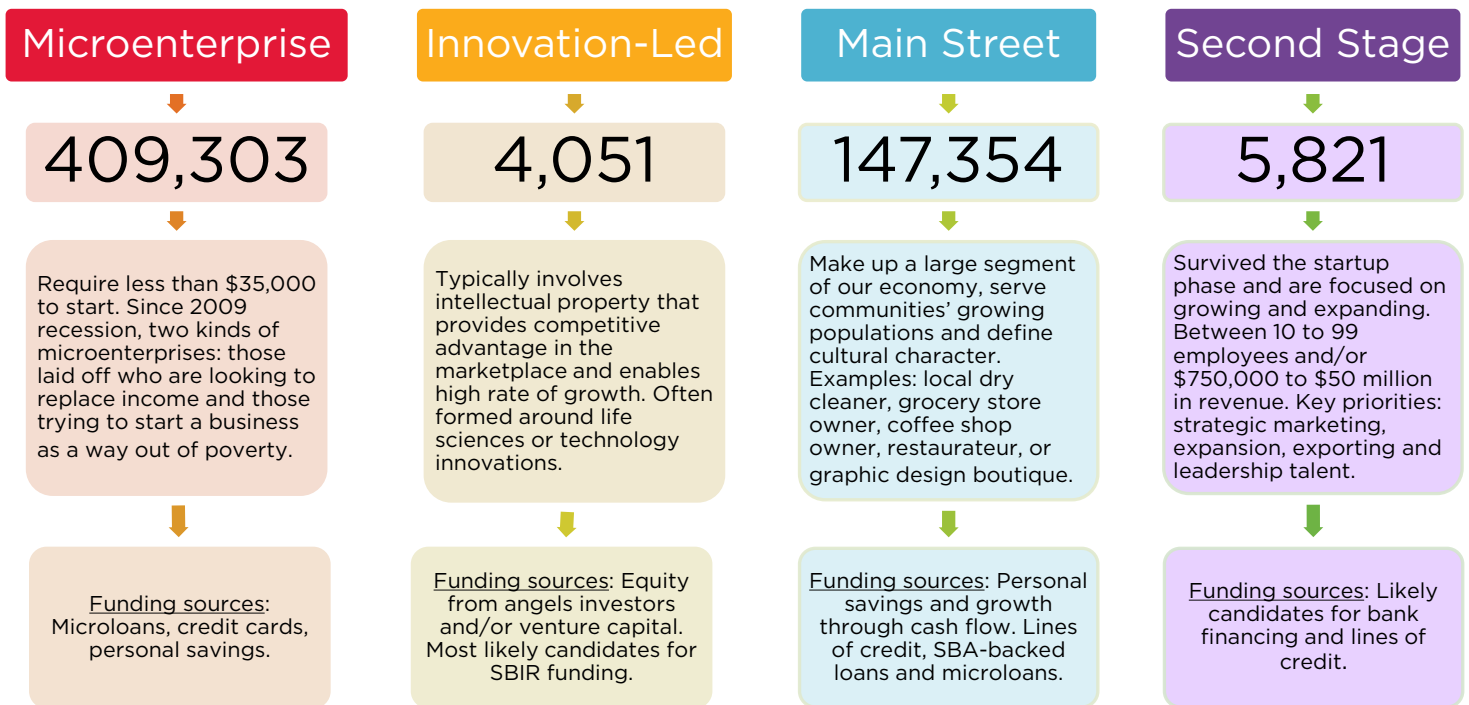 Microenterprise
409,303
Require less than $35,000
to start. Since 2009
recession, two kinds of
microenterprises: those
laid off who are looking to
replace income and those
trying to start a business
as a way out of poverty.
Funding sources:
Microloans, credit cards,
personal savings.
Innovation-Led
4,051
Typically involves
intellectual property that
provides competitive
advantage in the
marketplace and enables
high rate of growth. Often
formed around life
sciences or technology
innovations.
Funding sources: Equity
from angels investors
and/or venture capital.
Most likely candidates for
SBIR funding.
Main Street
147,354
Make up a large segment
of our economy, serve
communities’ growing
populations and define
cultural character.
Examples: local dry
cleaner, grocery store
owner, coffee shop
owner, restaurateur, or
graphic design boutique.
Funding sources: Personal
savings and growth
through cash flow. Lines
of credit, SBA-backed
loans and microloans.
Second Stage
5,821
Survived the startup
phase and are focused on
growing and expanding.
Between 10 to 99
employees and/or
$750,000 to $50 million
in revenue. Key priorities:
strategic marketing,
expansion, exporting and
leadership talent.
Funding sources: Likely
candidates for bank
financing and lines of
credit.